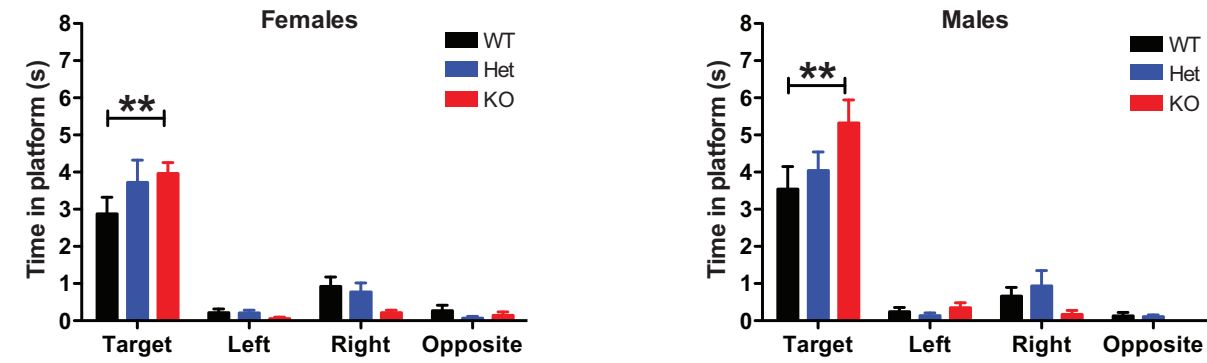 Females
Time in platform (s)
8
7
6
5
4
3
2
1
0
**
WT
Het
KO
Target Left Right Opposite
Males
Time in platform (s)
8
7
6
5
4
3
2
1
0
**
WT
Het
KO
Target Left Right Opposite